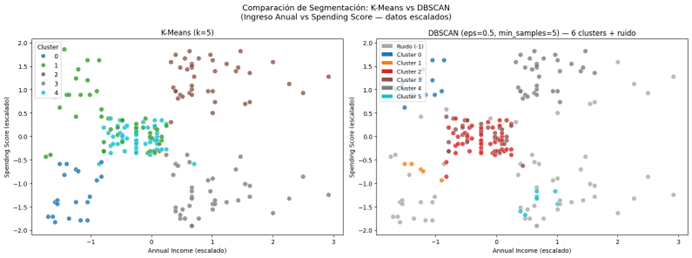 Comparación de Segmentación: K-Means vs DBSCAN
(Ingreso Anual vs Spending Score — datos escalados)
K-Means (k=5)
Cluster
0
1
2
3
4
2.0
1.5
1.0
0.5
0.0
−0.5
−1.0
−1.5
−2.0
Spending Score (escalado)
−1
0
1
2
3
Annual Income (escalado)
DBSCAN (eps=0.5, min_samples=5) — 6 clusters + ruido
Ruido (-1)
Cluster 0
Cluster 1
Cluster 2
Cluster 3
Cluster 4
Cluster 5
2.0
1.5
1.0
0.5
0.0
−0.5
−1.0
−1.5
−2.0
Spending Score (escalado)
−1
0
1
2
3
Annual Income (escalado)